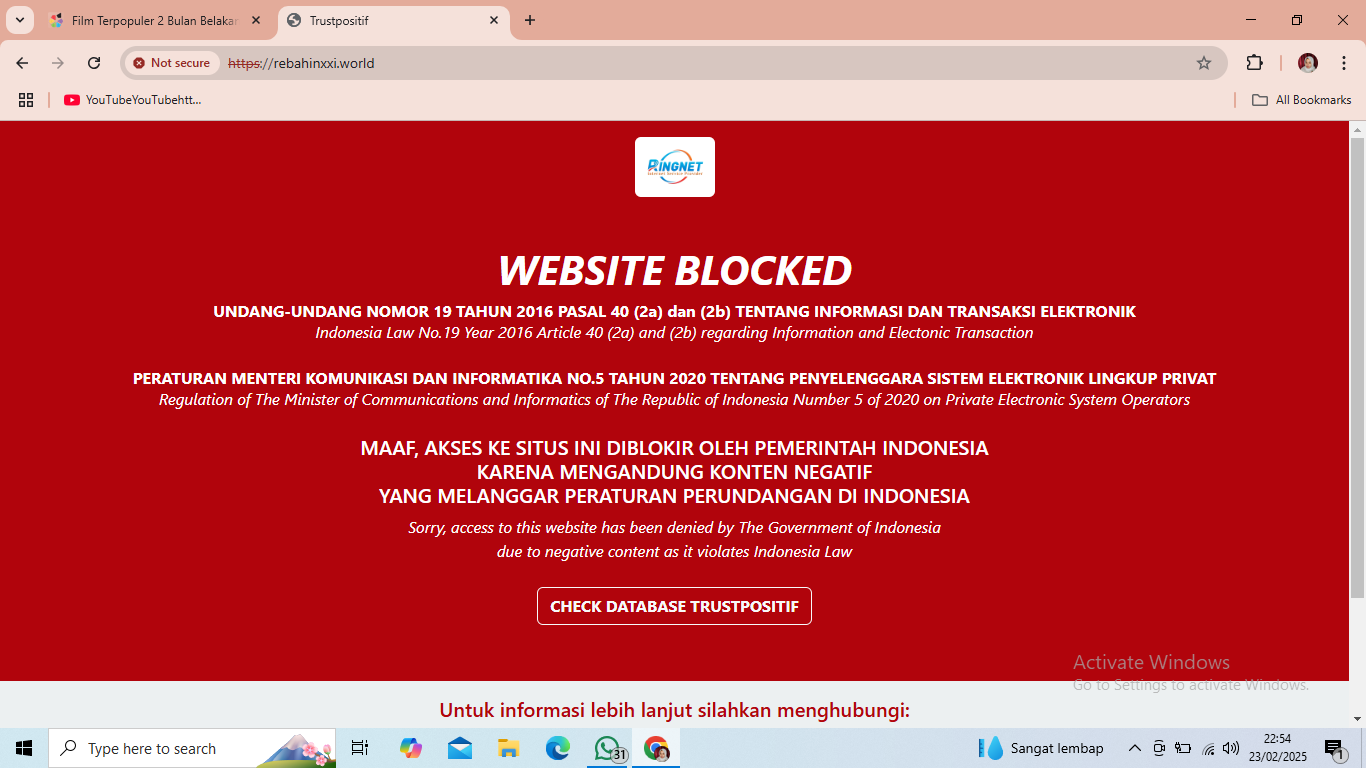 Film Terpopuler 2 Bulan Belakan
Trustpositif
Not secure
https://rebahinxxi.world
YouTubeYouTubehtt...
All Bookmarks
RINGNET
WEBSITE BLOCKED
UNDANG-UNDANG NOMOR 19 TAHUN 2016 PASAL 40 (2a) dan (2b) TENTANG INFORMASI DAN TRANSAKSI ELEKTRONIK
Indonesia Law No.19 Year 2016 Article 40 (2a) and (2b) regarding Information and Electonic Transaction
PERATURAN MENTERI KOMUNIKASI DAN INFORMATIKA NO.5 TAHUN 2020 TENTANG PENYELENGGARA SISTEM ELEKTRONIK LINGKUP PRIVAT
Regulation of The Minister of Communications and Informatics of The Republic of Indonesia Number 5 of 2020 on Private Electronic System Operators
MAAF, AKSES KE SITUS INI DIBLOKIR OLEH PEMERINTAH INDONESIA
KARENA MENGANDUNG KONTEN NEGATIF
YANG MELANGGAR PERATURAN PERUNDANGAN DI INDONESIA
Sorry, access to this website has been denied by The Government of Indonesia
due to negative content as it violates Indonesia Law
CHECK DATABASE TRUSTPOSITIF
Activate Windows
Go to Settings to activate Windows.
Untuk informasi lebih lanjut silahkan menghubungi:
Type here to search
31
Sangat lembap
22:54
23/02/2025
1